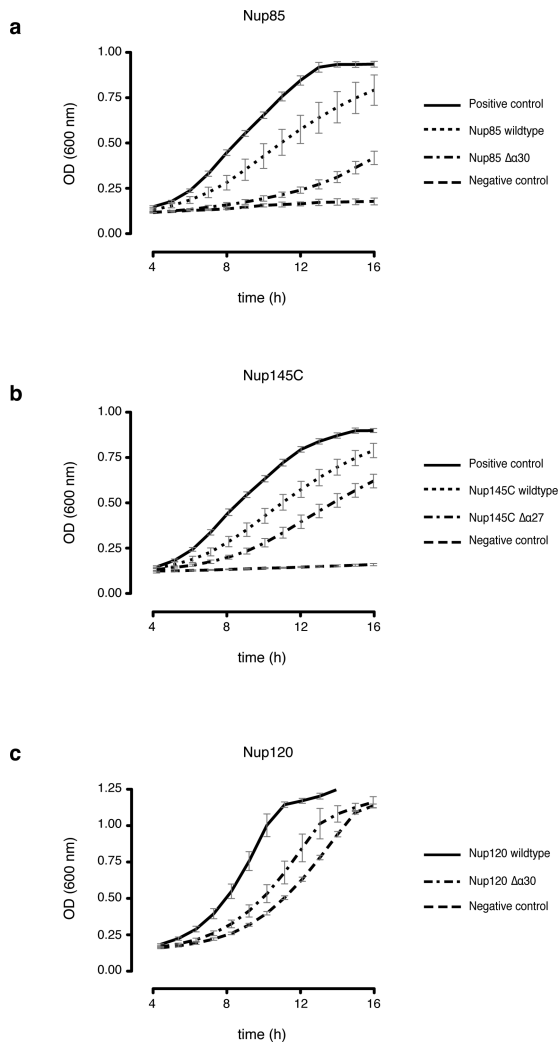 a
Nup85
OD (600 nm)
1.00
0.75
0.50
0.25
0.00
4
8
12
16
time (h)
Positive control
Nup85 wildtype
Nup85 Δα30
Negative control
b
Nup145C
OD (600 nm)
1.00
0.75
0.50
0.25
0.00
4
8
12
16
time (h)
Positive control
Nup145C wildtype
Nup145C Δα27
Negative control
c
Nup120
OD (600 nm)
1.25
1.00
0.75
0.50
0.25
0.00
4
8
12
16
time (h)
Nup120 wildtype
Nup120 Δα30
Negative control